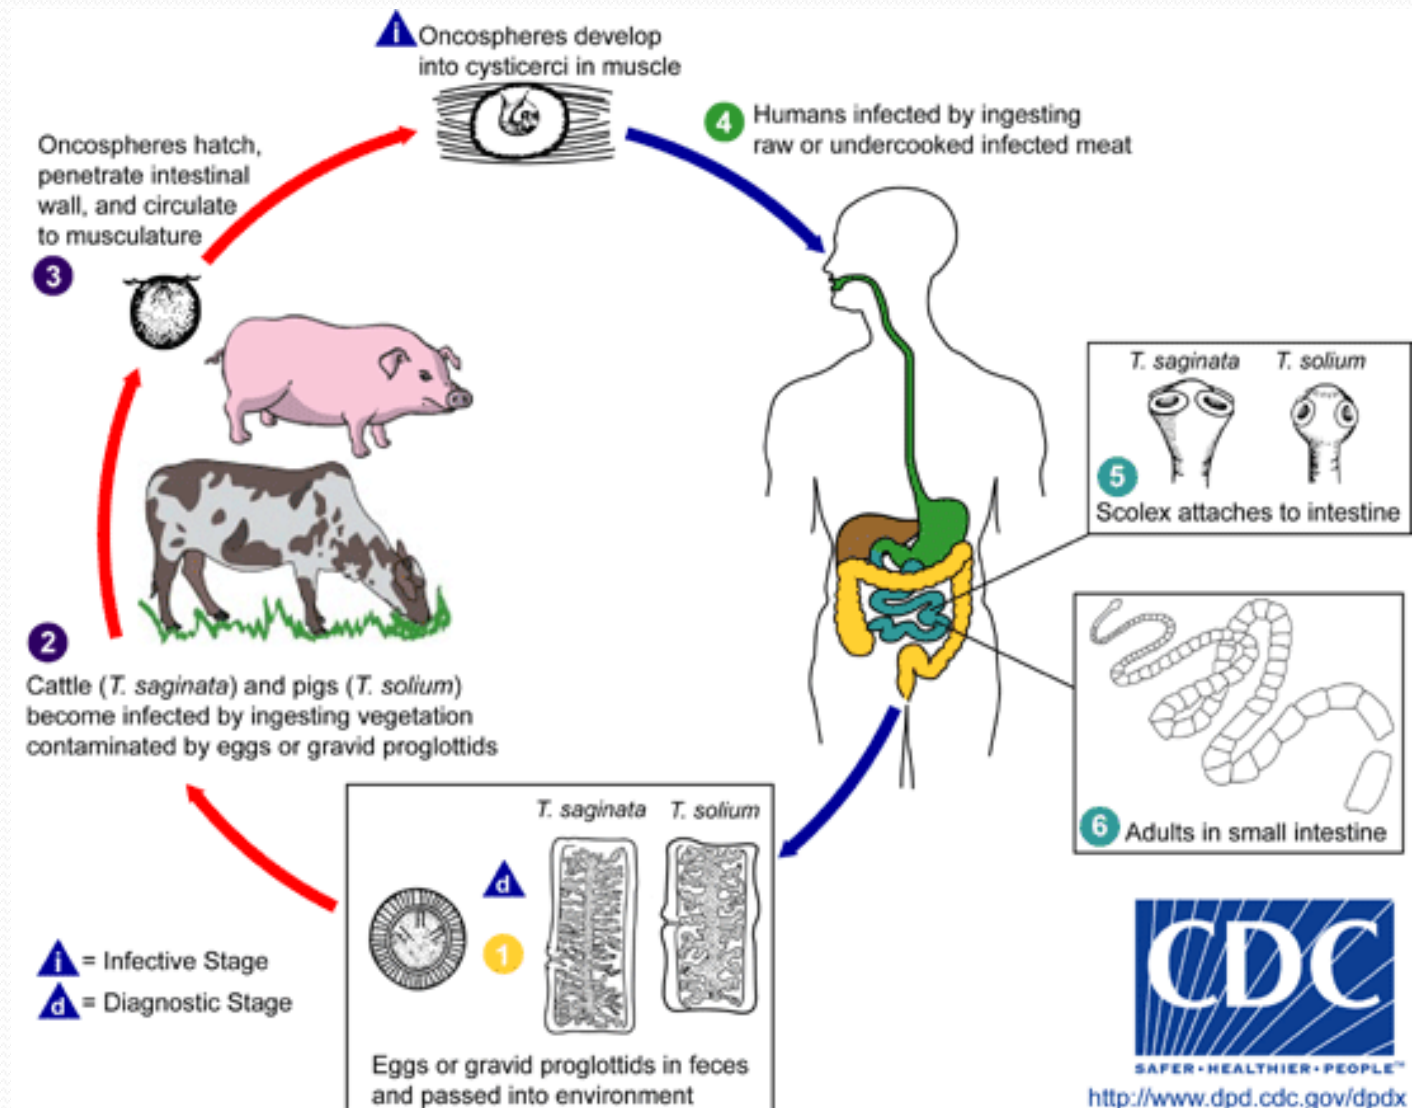 i
Oncospheres develop
into cysticerci in muscle
4
Humans infected by ingesting
raw or undercooked infected meat
Oncospheres hatch,
penetrate intestinal
wall, and circulate
to musculature
3
T. saginata T. solium
5
Scolex attaches to intestine
2
Cattle (T. saginata) and pigs (T. solium)
become infected by ingesting vegetation
contaminated by eggs or gravid proglottids
6 Adults in small intestine
T. saginata T. solium
d
1
i = Infective Stage
d = Diagnostic Stage
Eggs or gravid proglottids in feces
and passed into environment
CDC
SAFER•HEALTHIER•PEOPLE™
http://www.dpd.cdc.gov/dpdx